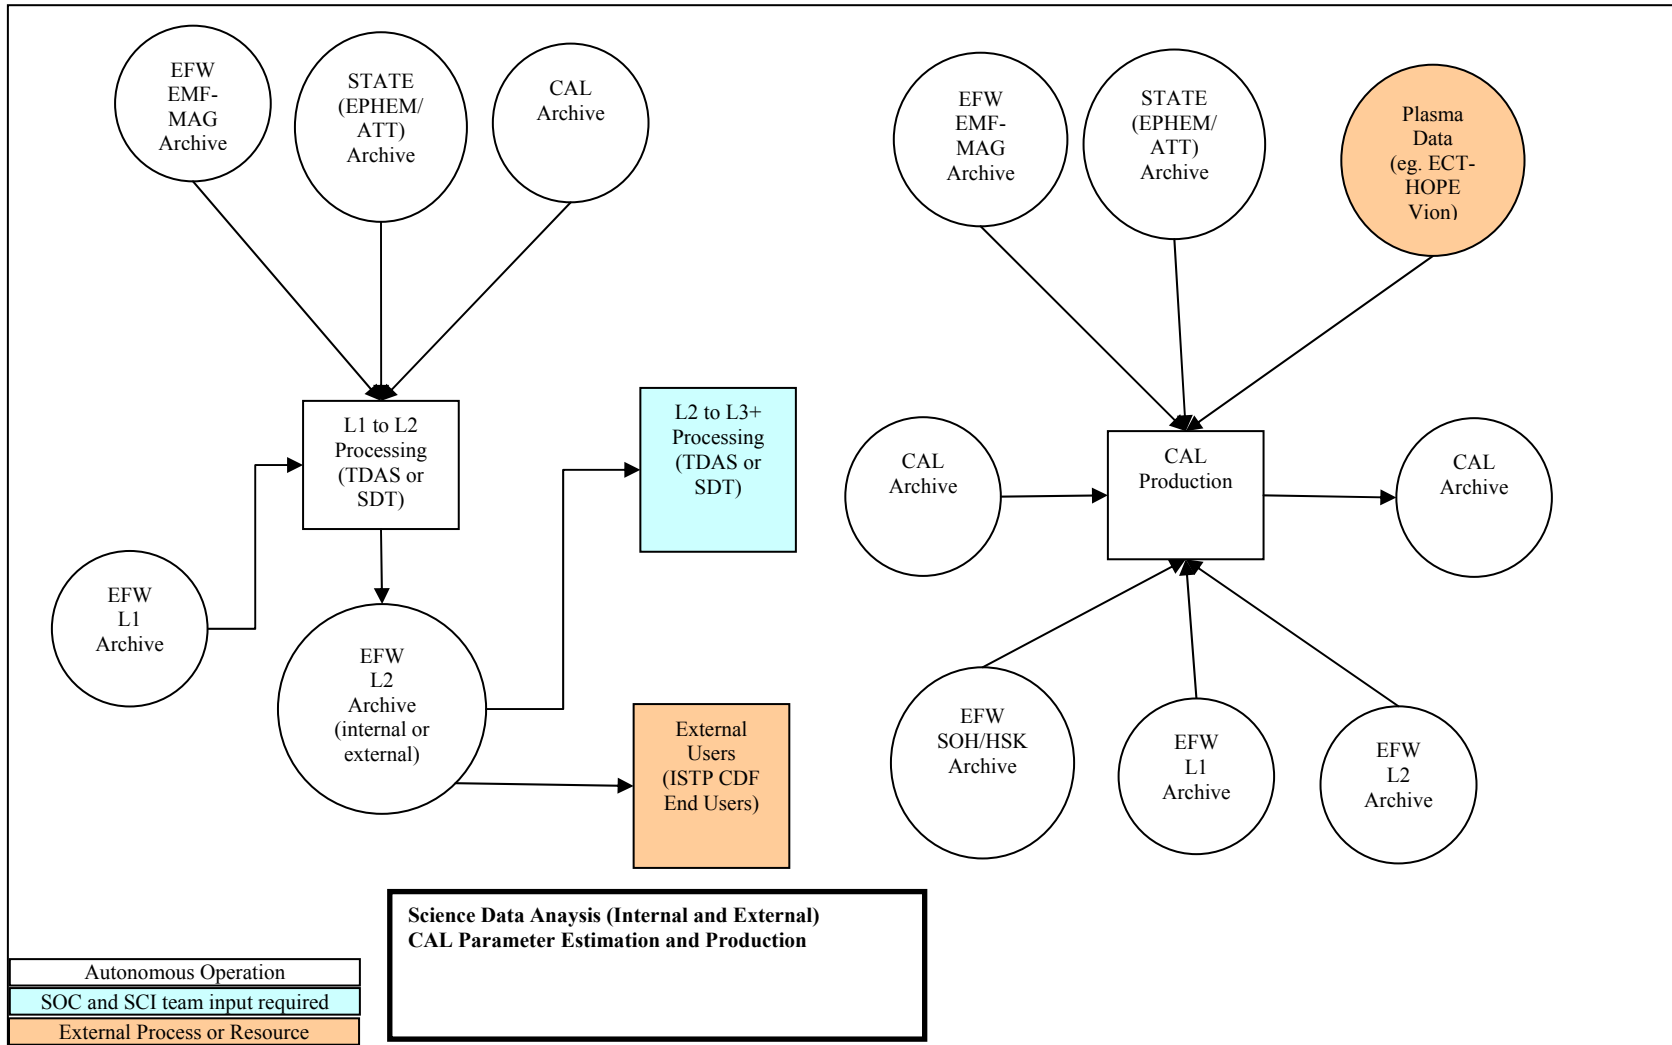 EFW
EMF-
MAG
Archive
STATE
(EPHEM/
ATT)
Archive
CAL
Archive
EFW
EMF-
MAG
Archive
STATE
(EPHEM/
ATT)
Archive
Plasma
Data
(eg. ECT-
HOPE
Vion)
L1 to L2
Processing
(TDAS or
SDT)
L2 to L3+
Processing
(TDAS or
SDT)
CAL
Archive
CAL
Production
CAL
Archive
EFW
L1
Archive
EFW
L2
Archive
(internal or
external)
External
Users
(ISTP CDF
End Users)
EFW
SOH/HSK
Archive
EFW
L1
Archive
EFW
L2
Archive
Science Data Anaysis (Internal and External)
CAL Parameter Estimation and Production
Autonomous Operation
SOC and SCI team input required
External Process or Resource